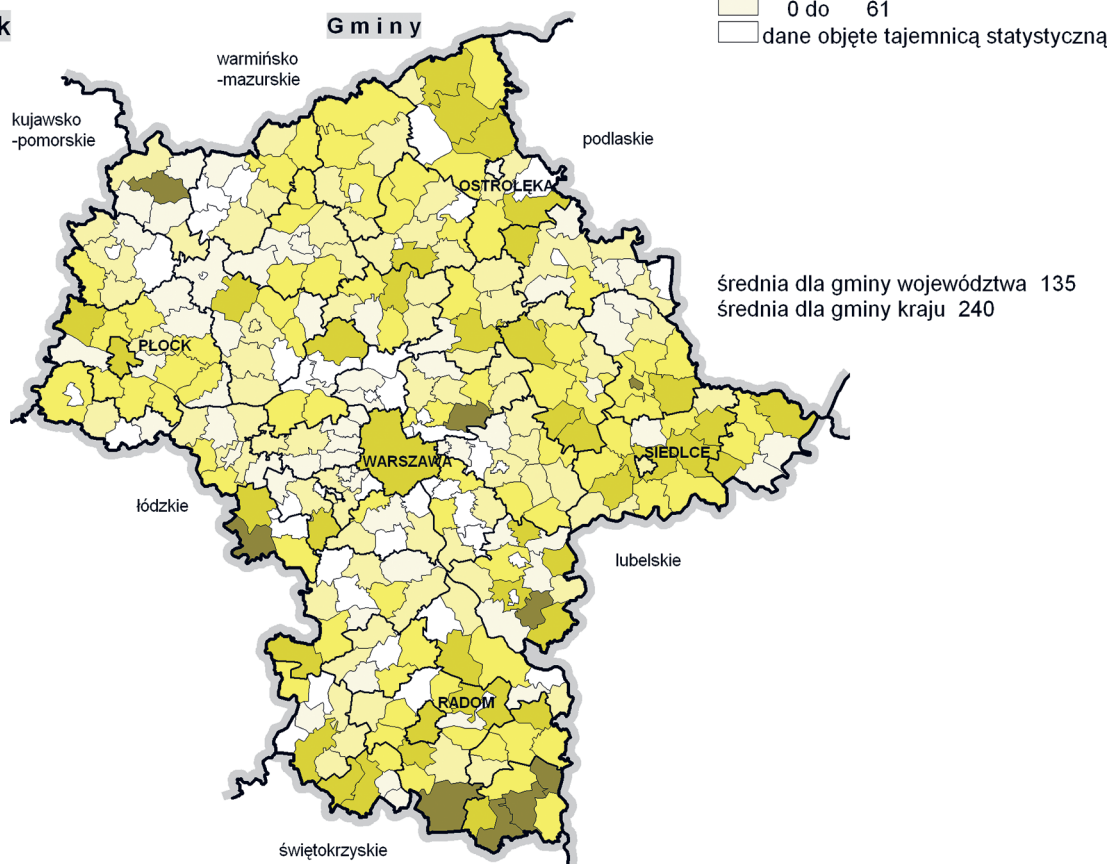 k
G m i n y
0 do 61
dane objęte tajemnicą statystyczną
warmińsko
-mazurskie
kujawsko
-pomorskie
podlaskie
OSTROŁĘKA
średnia dla gminy województwa 135
średnia dla gminy kraju 240
PŁOCK
SIEDLCE
WARSZAWA
łódzkie
lubelskie
RADOM
świętokrzyskie